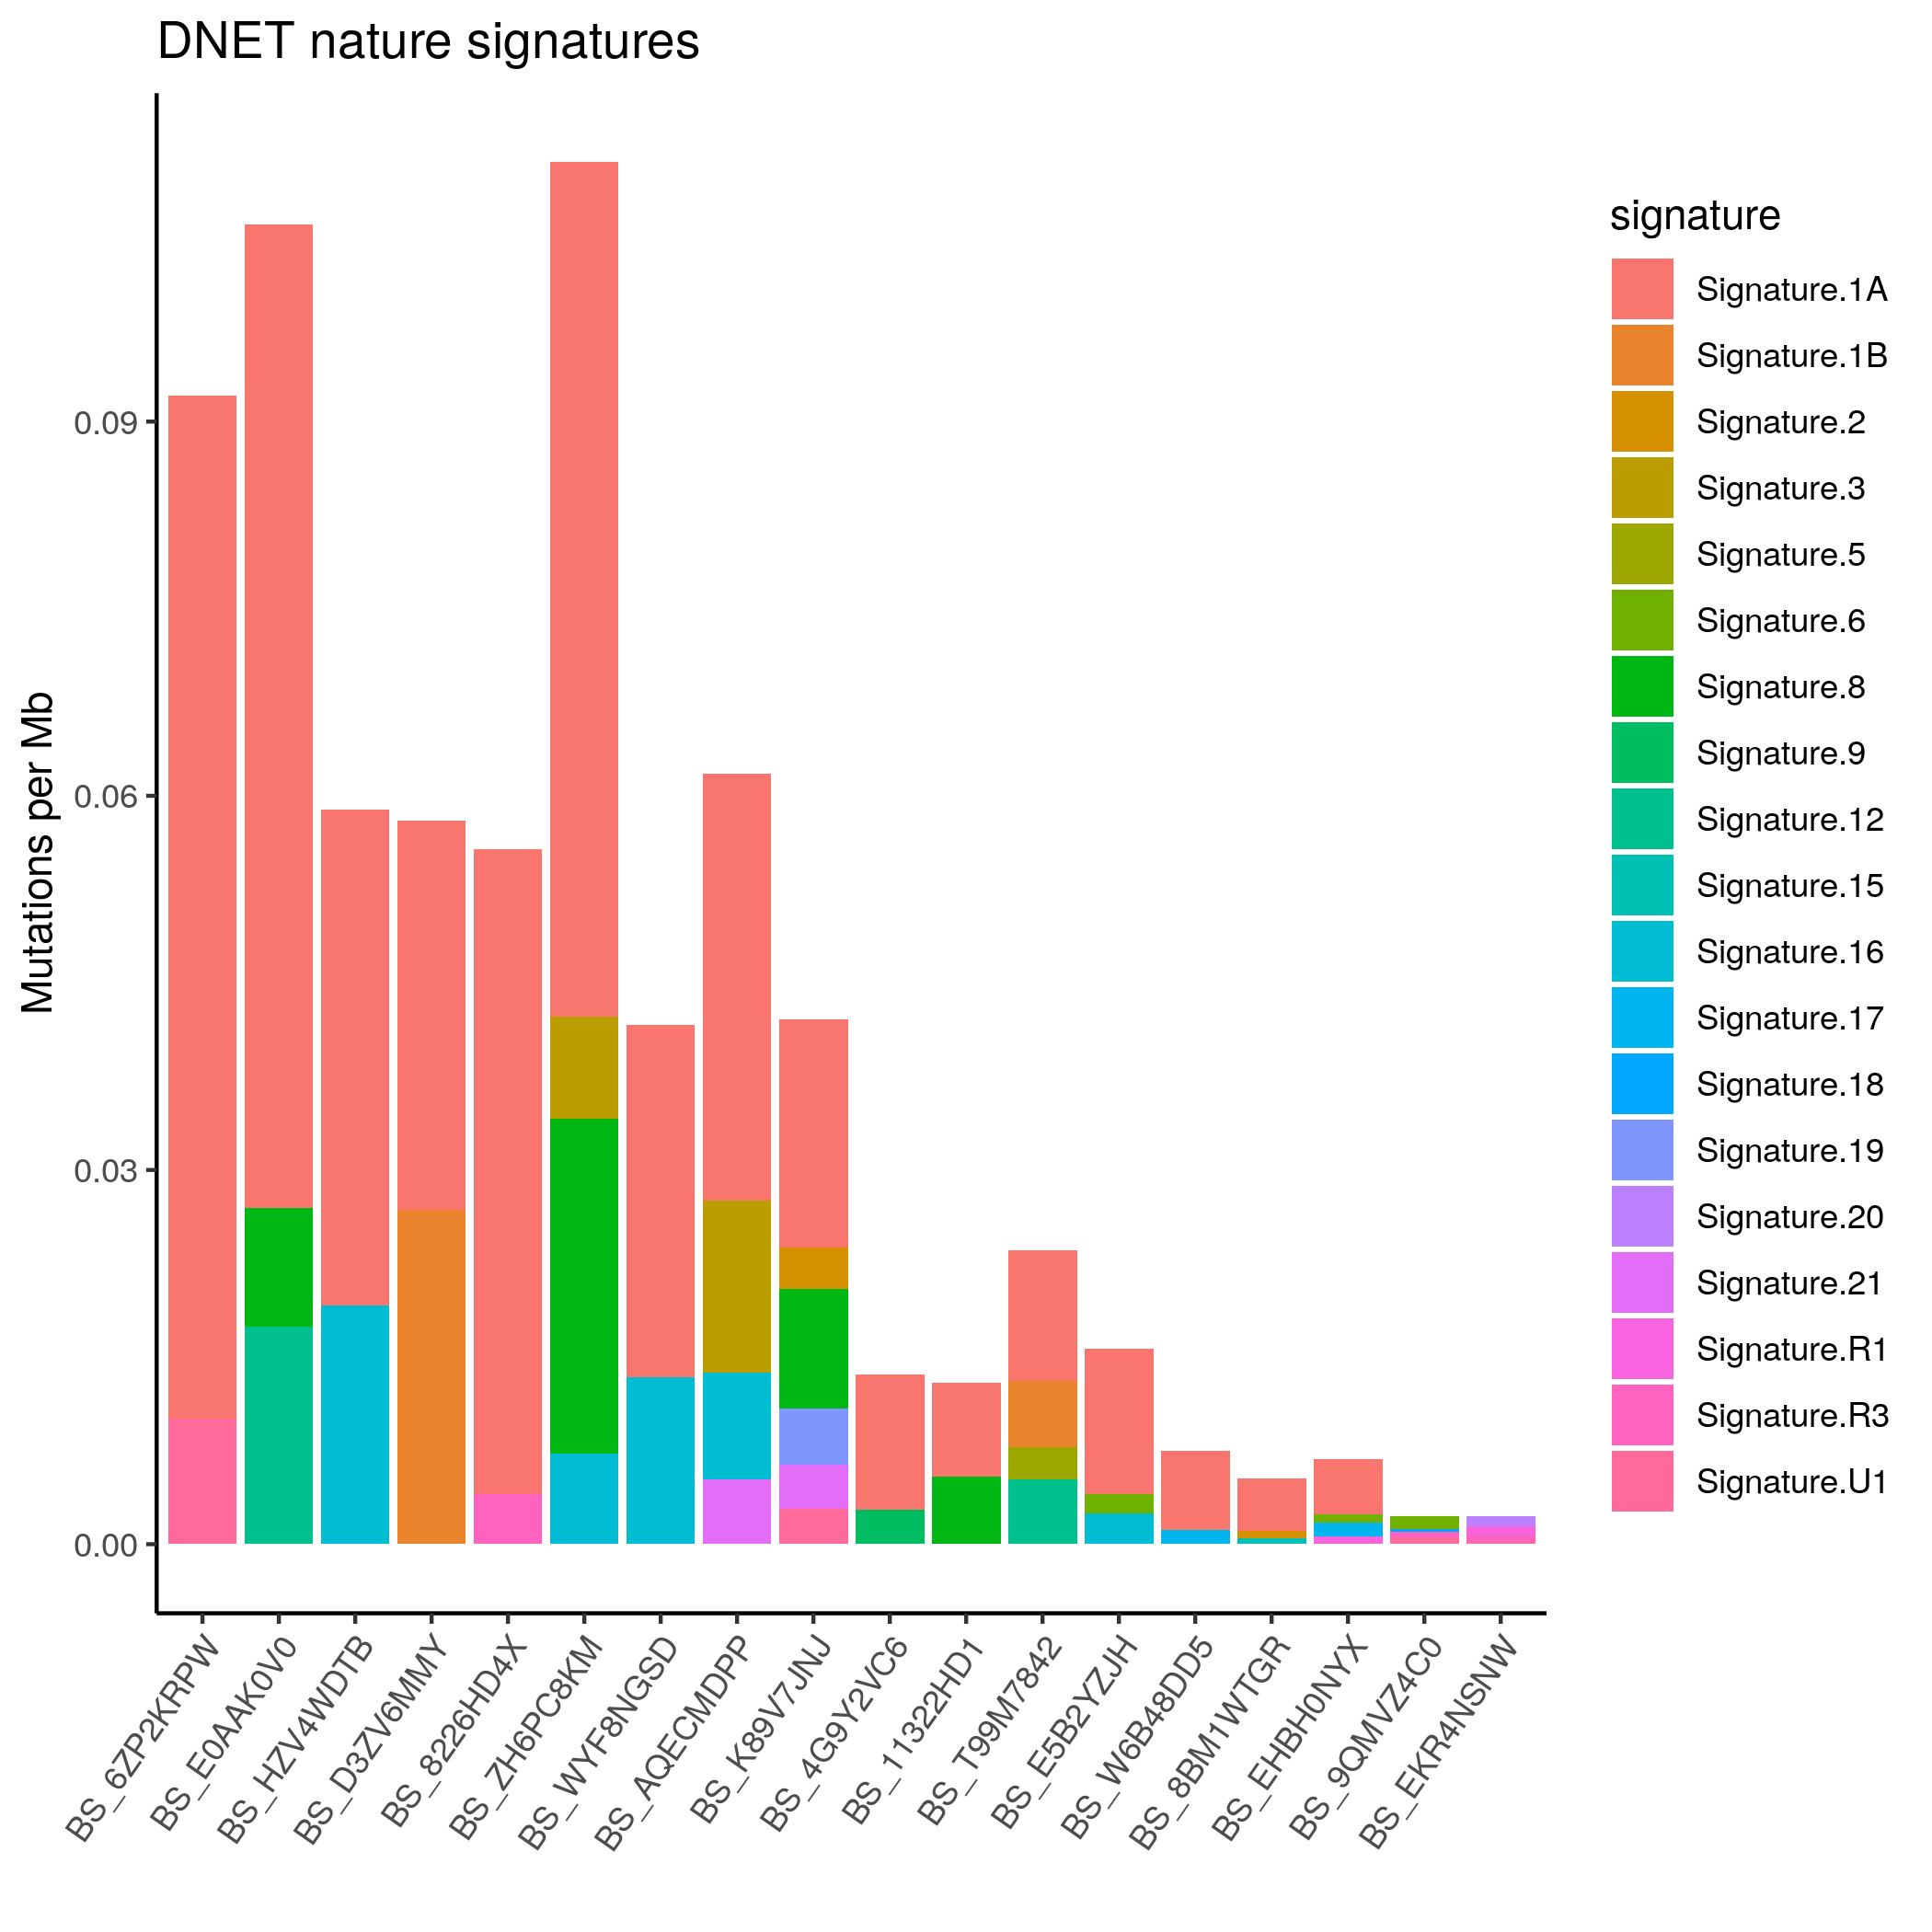 DNET nature signatures
Mutations per Mb
0.09
0.06
0.03
0.00
BS_6ZP2KRPW
BS_E0AAK0V0
BS_HZV4WDTB
BS_D3ZV6MMY
BS_8226HD4X
BS_ZH6PC8KM
BS_WYF8NGSD
BS_AQECMDPP
BS_K89V7JNJ
BS_4G9Y2VC6
BS_11322HD1
BS_T99M7842
BS_E5B2YZJH
BS_W6B48DD5
BS_8BM1WTGR
BS_EHBH0NYX
BS_9QMVZ4C0
BS_EKR4NSNW
signature
Signature.1A
Signature.1B
Signature.2
Signature.3
Signature.5
Signature.6
Signature.8
Signature.9
Signature.12
Signature.15
Signature.16
Signature.17
Signature.18
Signature.19
Signature.20
Signature.21
Signature.R1
Signature.R3
Signature.U1